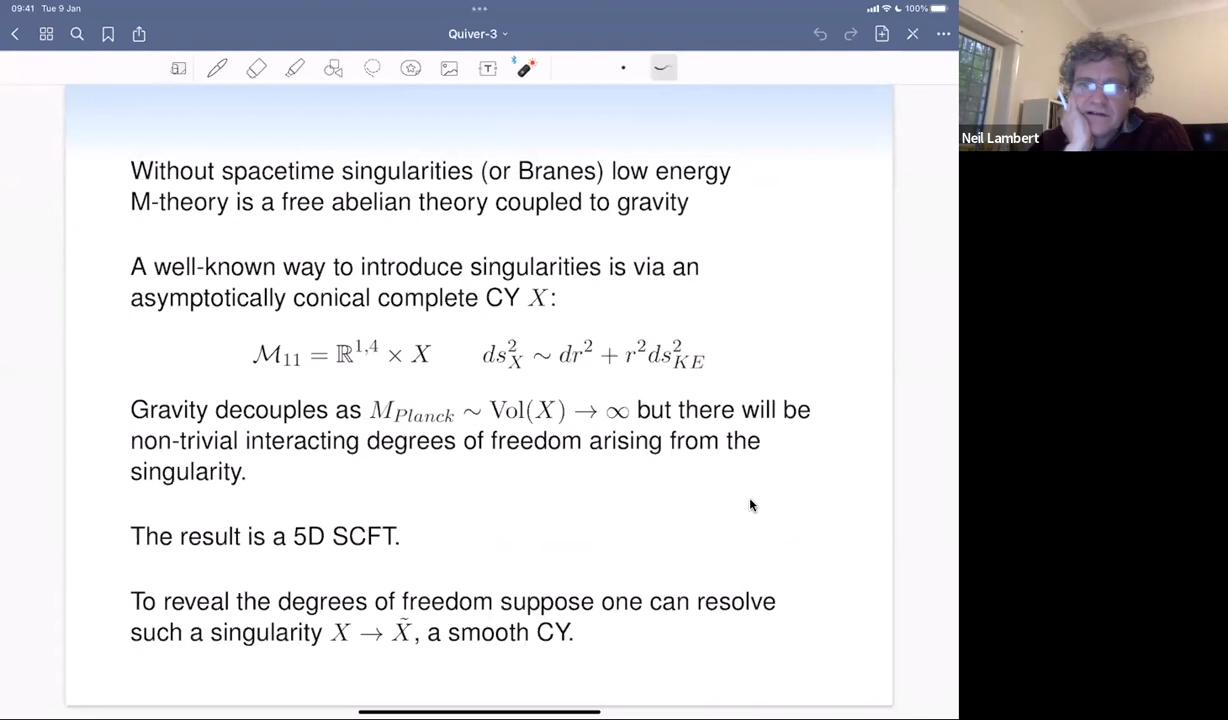 09:41 Tue 9 Jan
100%
Quiver-3
T
Without spacetime singularities (or Branes) low energy
M-theory is a free abelian theory coupled to gravity
A well-known way to introduce singularities is via an
asymptotically conical complete CY X:
ℳ₁₁ = ℝ^{1,4} × X    ds²_X ∼ dr² + r²ds²_{KE}
Gravity decouples as M_{Planck} ∼ Vol(X) → ∞ but there will be
non-trivial interacting degrees of freedom arising from the
singularity.
The result is a 5D SCFT.
To reveal the degrees of freedom suppose one can resolve
such a singularity X → X̃, a smooth CY.
Neil Lambert